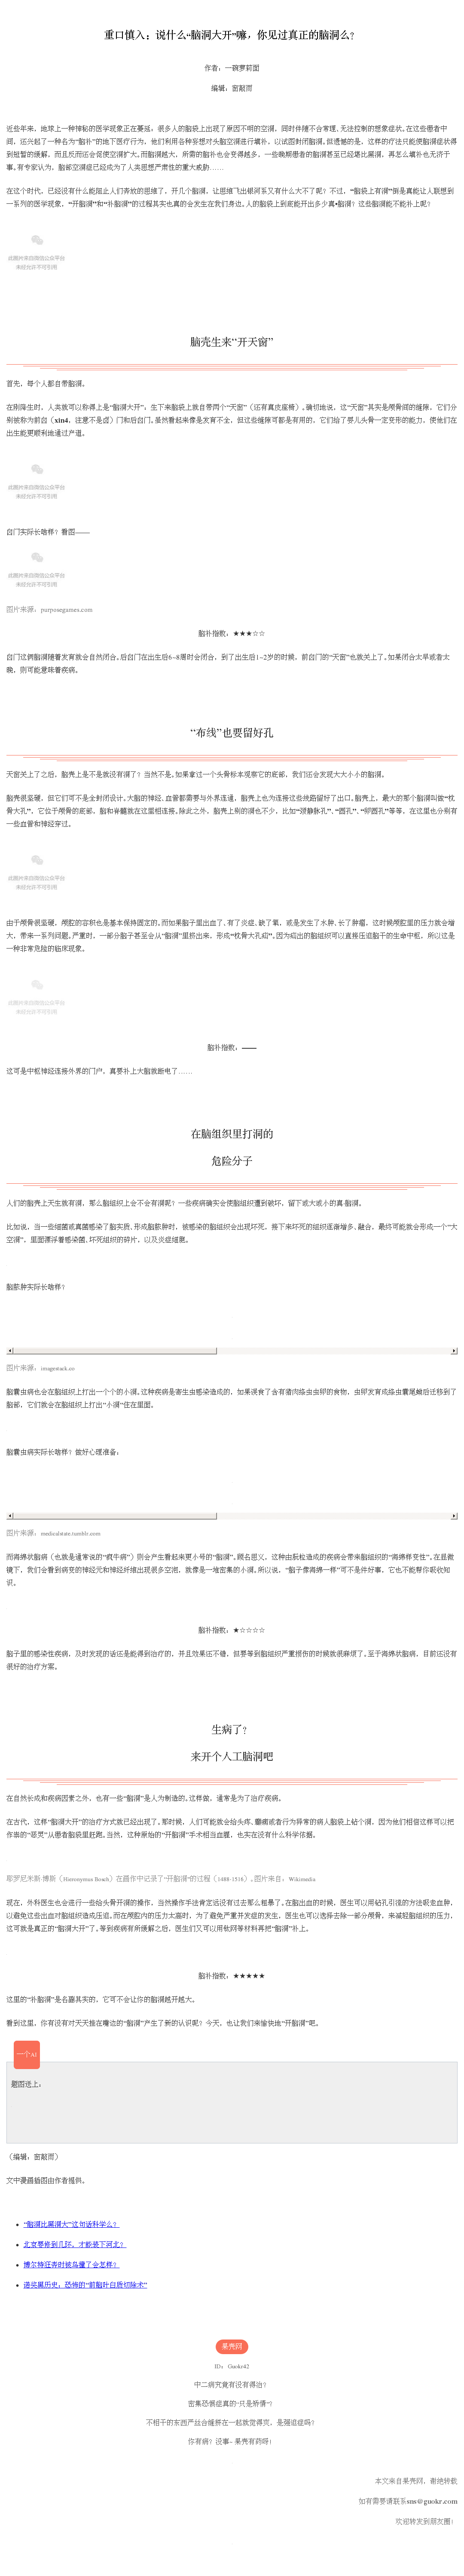 重口慎入：说什么“脑洞大开”嘛，你见过真正的脑洞么？
作者：一碗萝莉面
编辑：窗敲雨
近些年来，地球上一种神秘的医学现象正在蔓延，很多人的脑袋上出现了原因不明的空洞，同时伴随不合常理、无法控制的想象症状。在这些患者中
间，还兴起了一种名为“脑补”的地下医疗行为，他们利用各种妄想对头脑空洞进行填补，以试图封闭脑洞。但遗憾的是，这样的疗法只能使脑洞症状得
到短暂的缓解，而且反而还会促使空洞扩大。而脑洞越大，所需的脑补也会变得越多，一些晚期患者的脑洞甚至已经堪比黑洞，再怎么填补也无济于
事。有专家认为，脑部空洞症已经成为了人类思想严肃性的重大威胁……
在这个时代，已经没有什么能阻止人们奔放的思绪了，开几个脑洞，让思绪飞出银河系又有什么大不了呢？不过，“脑袋上有洞”倒是真能让人联想到
一系列的医学现象，“开脑洞”和“补脑洞”的过程其实也真的会发生在我们身边。人的脑袋上到底能开出多少真•脑洞？这些脑洞能不能补上呢？
此图片来自微信公众平台
未经允许不可引用
脑壳生来“开天窗”
首先，每个人都自带脑洞。
在刚降生时，人类就可以称得上是“脑洞大开”，生下来脑袋上就自带两个“天窗”（还有真皮座椅）。确切地说，这“天窗”其实是颅骨间的缝隙，它们分
别被称为前囟（xin4，注意不是卤）门和后囟门。虽然看起来像是发育不全，但这些缝隙可都是有用的，它们给了婴儿头骨一定变形的能力，使他们在
出生能更顺利地通过产道。
此图片来自微信公众平台
未经允许不可引用
囟门实际长啥样？看图——
此图片来自微信公众平台
未经允许不可引用
图片来源：purposegames.com
脑补指数：★★★☆☆
囟门这俩脑洞随着发育就会自然闭合。后囟门在出生后6~8周时会闭合，到了出生后1~2岁的时候，前囟门的“天窗”也就关上了。如果闭合太早或者太
晚，则可能意味着疾病。
“布线”也要留好孔
天窗关上了之后，脑壳上是不是就没有洞了？当然不是。如果拿过一个头骨标本观察它的底部，我们还会发现大大小小的脑洞。
脑壳很坚硬，但它们可不是全封闭设计。大脑的神经、血管都需要与外界连通，脑壳上也为连接这些线路留好了出口。脑壳上，最大的那个脑洞叫做“枕
骨大孔”，它位于颅骨的底部，脑和脊髓就在这里相连接。除此之外，脑壳上别的洞也不少，比如“颈静脉孔”、“圆孔”、“卵圆孔”等等，在这里也分别有
一些血管和神经穿过。
此图片来自微信公众平台
未经允许不可引用
由于颅骨很坚硬，颅腔的容积也是基本保持固定的。而如果脑子里出血了、有了炎症、缺了氧，或是发生了水肿、长了肿瘤，这时候颅腔里的压力就会增
大，带来一系列问题。严重时，一部分脑子甚至会从“脑洞”里挤出来，形成“枕骨大孔疝”。因为疝出的脑组织可以直接压迫脑干的生命中枢，所以这是
一种非常危险的临床现象。
此图片来自微信公众平台
未经允许不可引用
脑补指数：——
这可是中枢神经连接外界的门户，真要补上大脑就断电了……
在脑组织里打洞的
危险分子
人们的脑壳上天生就有洞，那么脑组织上会不会有洞呢？一些疾病确实会使脑组织遭到破坏，留下或大或小的真·脑洞。
比如说，当一些细菌或真菌感染了脑实质、形成脑脓肿时，被感染的脑组织会出现坏死，接下来坏死的组织逐渐增多、融合，最终可能就会形成一个“大
空洞”，里面漂浮着感染菌、坏死组织的碎片，以及炎症细胞。
脑脓肿实际长啥样？
图片来源：imagestack.co
脑囊虫病也会在脑组织上打出一个个的小洞。这种疾病是寄生虫感染造成的，如果误食了含有猪肉绦虫虫卵的食物，虫卵发育成绦虫囊尾蚴后迁移到了
脑部，它们就会在脑组织上打出“小洞”住在里面。
脑囊虫病实际长啥样？做好心理准备：
图片来源：medicalstate.tumblr.com
而海绵状脑病（也就是通常说的“疯牛病”）则会产生看起来更小号的“脑洞”。顾名思义，这种由朊粒造成的疾病会带来脑组织的“海绵样变性”。在显微
镜下，我们会看到病变的神经元和神经纤维出现很多空泡，就像是一堆密集的小洞。所以说，“脑子像海绵一样”可不是件好事，它也不能帮你吸收知
识。
脑补指数：★☆☆☆☆
脑子里的感染性疾病，及时发现的话还是能得到治疗的，并且效果还不错，但要等到脑组织严重损伤的时候就很麻烦了。至于海绵状脑病，目前还没有
很好的治疗方案。
生病了？
来开个人工脑洞吧
在自然长成和疾病因素之外，也有一些“脑洞”是人为制造的。这样做，通常是为了治疗疾病。
在古代，这样“脑洞大开”的治疗方式就已经出现了。那时候，人们可能就会给头疼、癫痫或者行为异常的病人脑袋上钻个洞，因为他们相信这样可以把
作祟的“恶灵”从患者脑袋里赶跑。当然，这种原始的“开脑洞”手术相当血腥，也实在没有什么科学依据。
耶罗尼米斯·博斯（Hieronymus Bosch）在画作中记录了“开脑洞”的过程（1488-1516）。图片来自：Wikimedia
现在，外科医生也会进行一些给头骨开洞的操作，当然操作手法肯定远没有过去那么粗暴了。在脑出血的时候，医生可以用钻孔引流的方法吸走血肿，
以避免这些出血对脑组织造成压迫。而在颅腔内的压力太高时，为了避免严重并发症的发生，医生也可以选择去除一部分颅骨，来减轻脑组织的压力，
这可就是真正的“脑洞大开”了。等到疾病有所缓解之后，医生们又可以用钛网等材料再把“脑洞”补上。
脑补指数：★★★★★
这里的“补脑洞”是名副其实的，它可不会让你的脑洞越开越大。
看到这里，你有没有对天天挂在嘴边的“脑洞”产生了新的认识呢？今天，也让我们来愉快地“开脑洞”吧。
一个AI
题图送上：
（编辑：窗敲雨）
文中漫画插图由作者提供。
“脑洞比黑洞大”这句话科学么？
北京要修到几环，才能装下河北？
博尔特狂奔时被鸟撞了会怎样？
诺奖黑历史：恐怖的“前脑叶白质切除术”
果壳网
ID：Guokr42
中二病究竟有没有得治？
密集恐惧症真的“只是矫情”？
不相干的东西严丝合缝拼在一起就觉得爽，是强迫症吗？
你有病？没事~ 果壳有药呀！
本文来自果壳网，谢绝转载
如有需要请联系sns@guokr.com
欢迎转发到朋友圈！